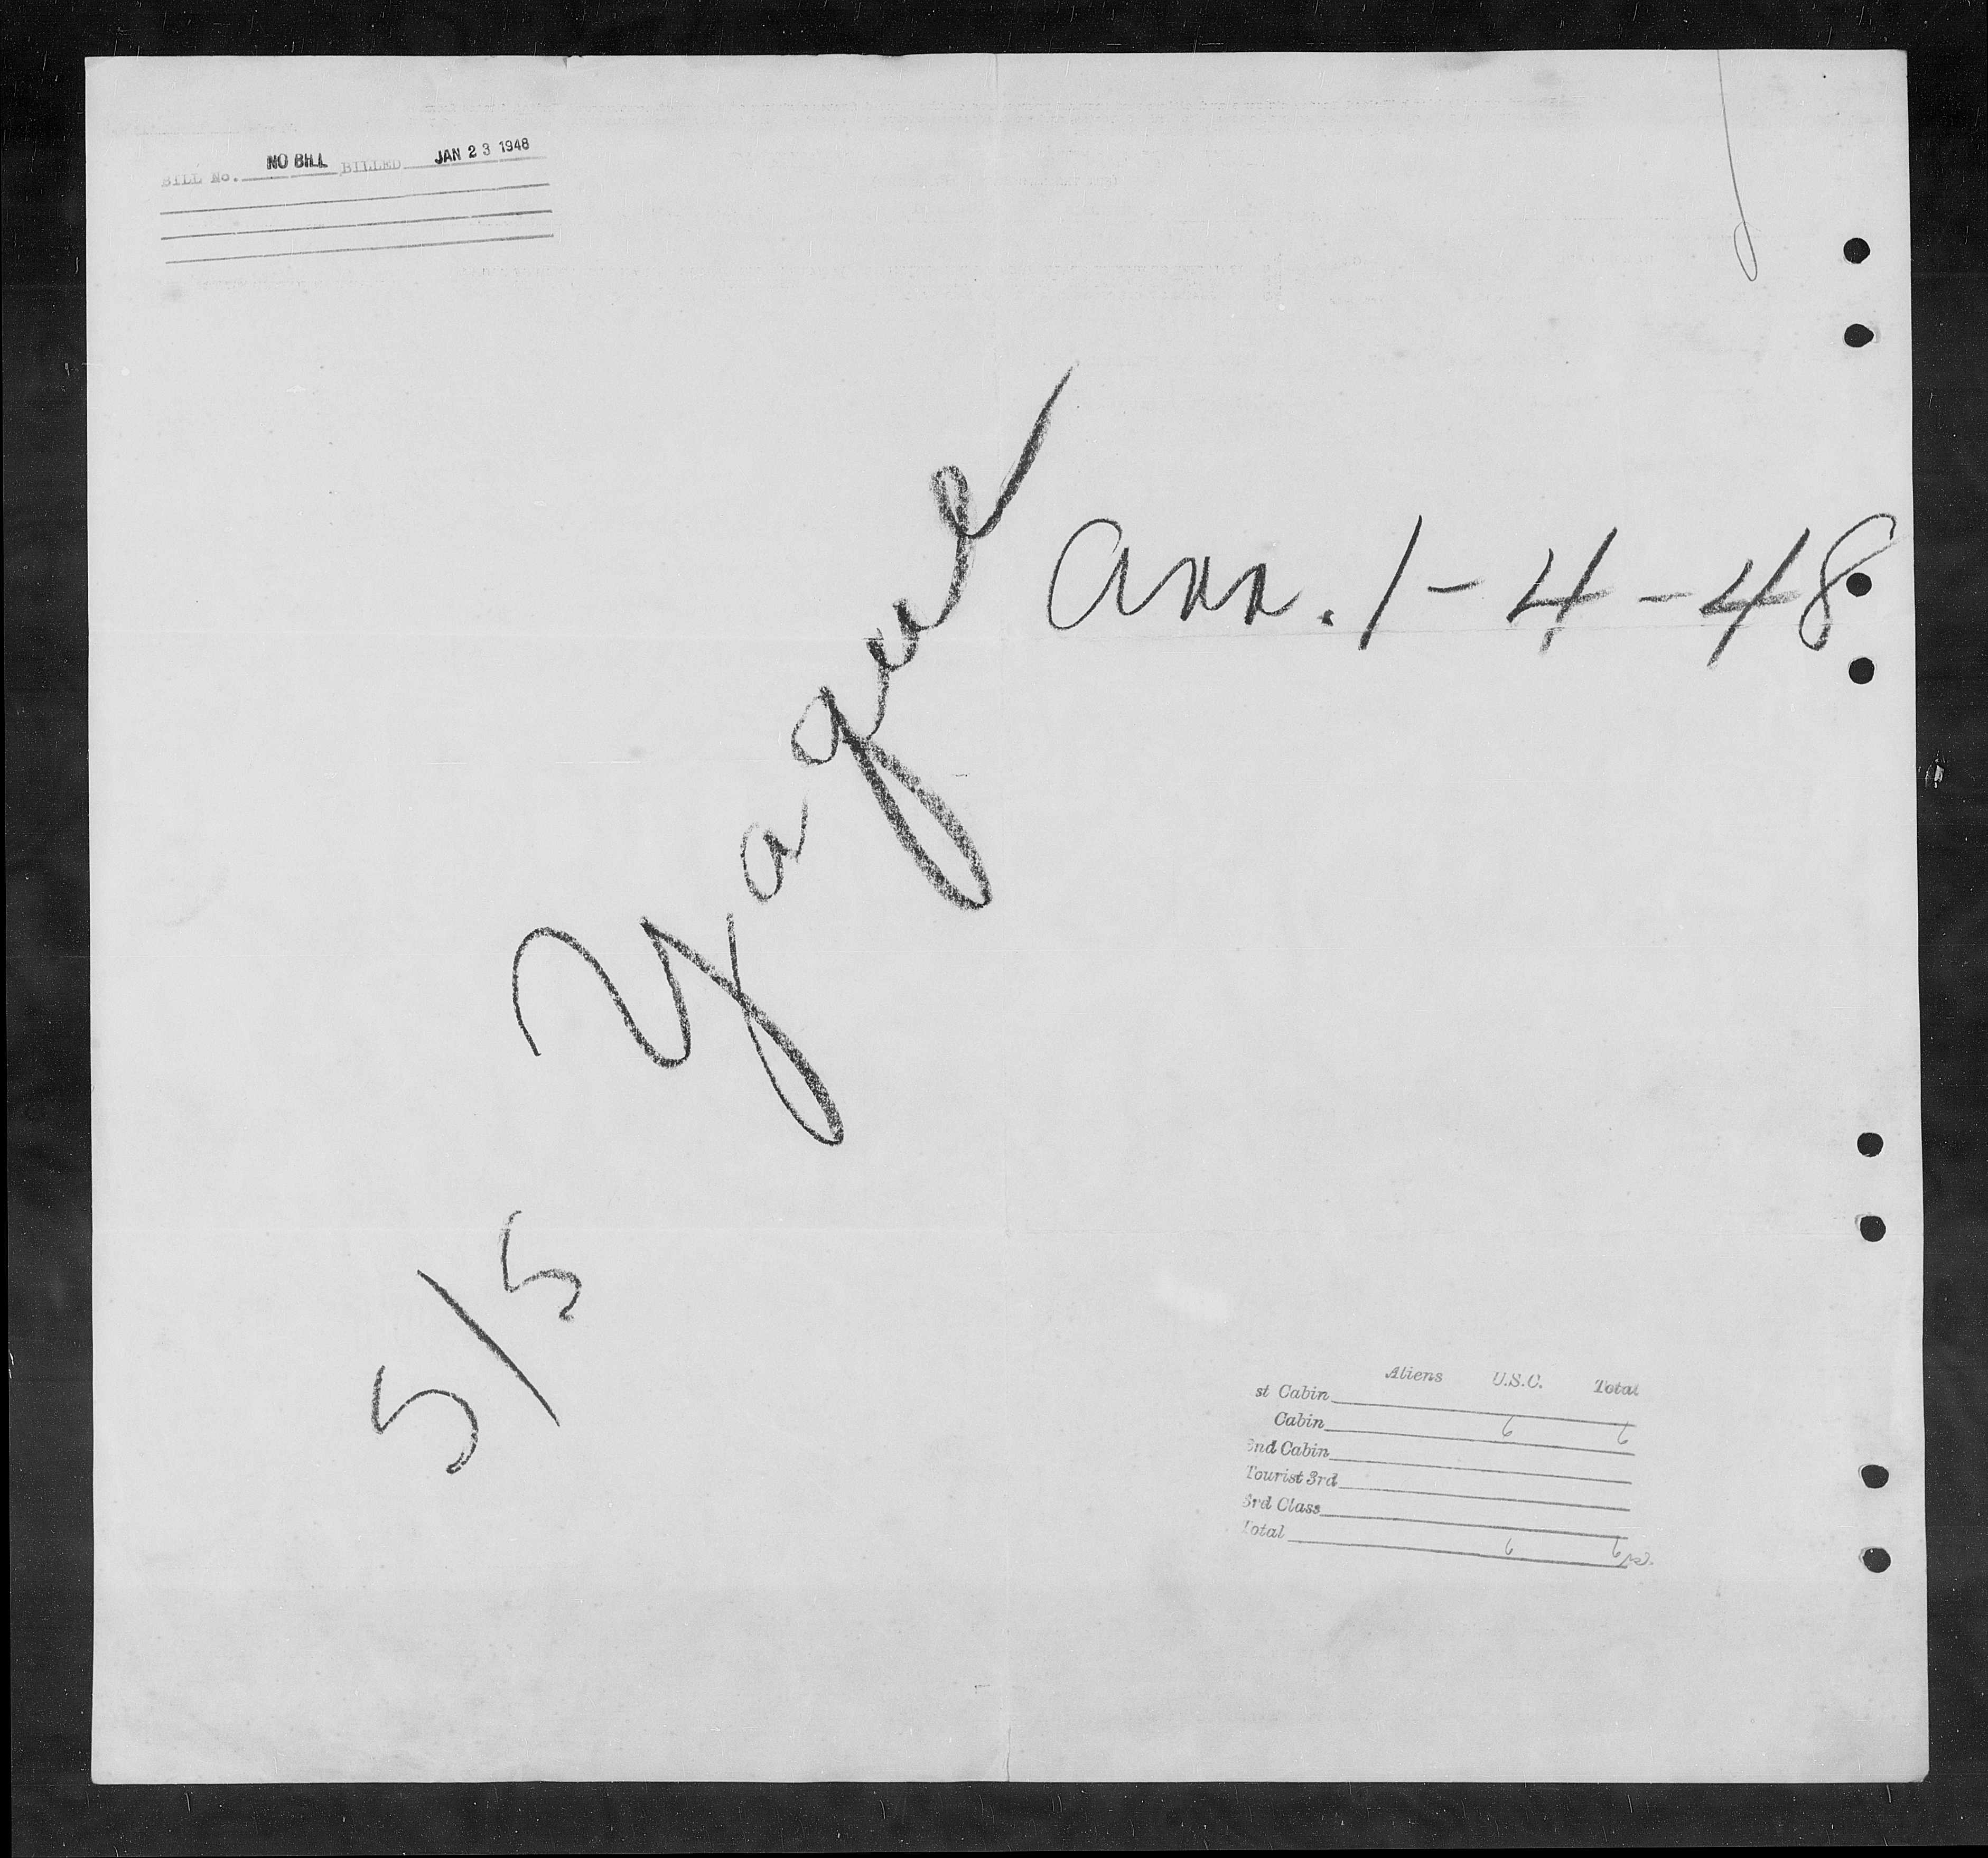 BILL No. NO BILL BILLED JAN 23 1948
S/S Yaque
Arr. 1-4-48
Aliens U.S.C. Total
st Cabin
Cabin 6 6
2nd Cabin
Tourist 3rd
3rd Class
Total 6 6